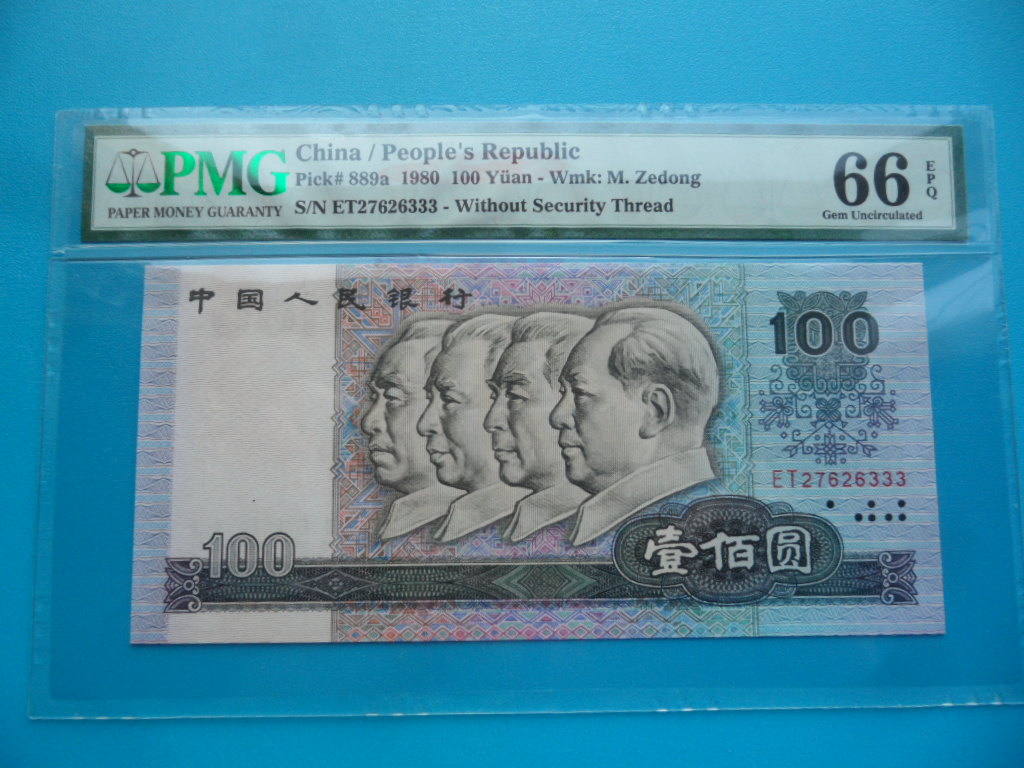 PMG
PAPER MONEY GUARANTY
China / People's Republic
Pick# 889a 1980 100 Yüan - Wmk: M. Zedong
S/N ET27626333 - Without Security Thread
66
EPQ
Gem Uncirculated
中国人民银行
100
ET27626333
100
壹佰圆